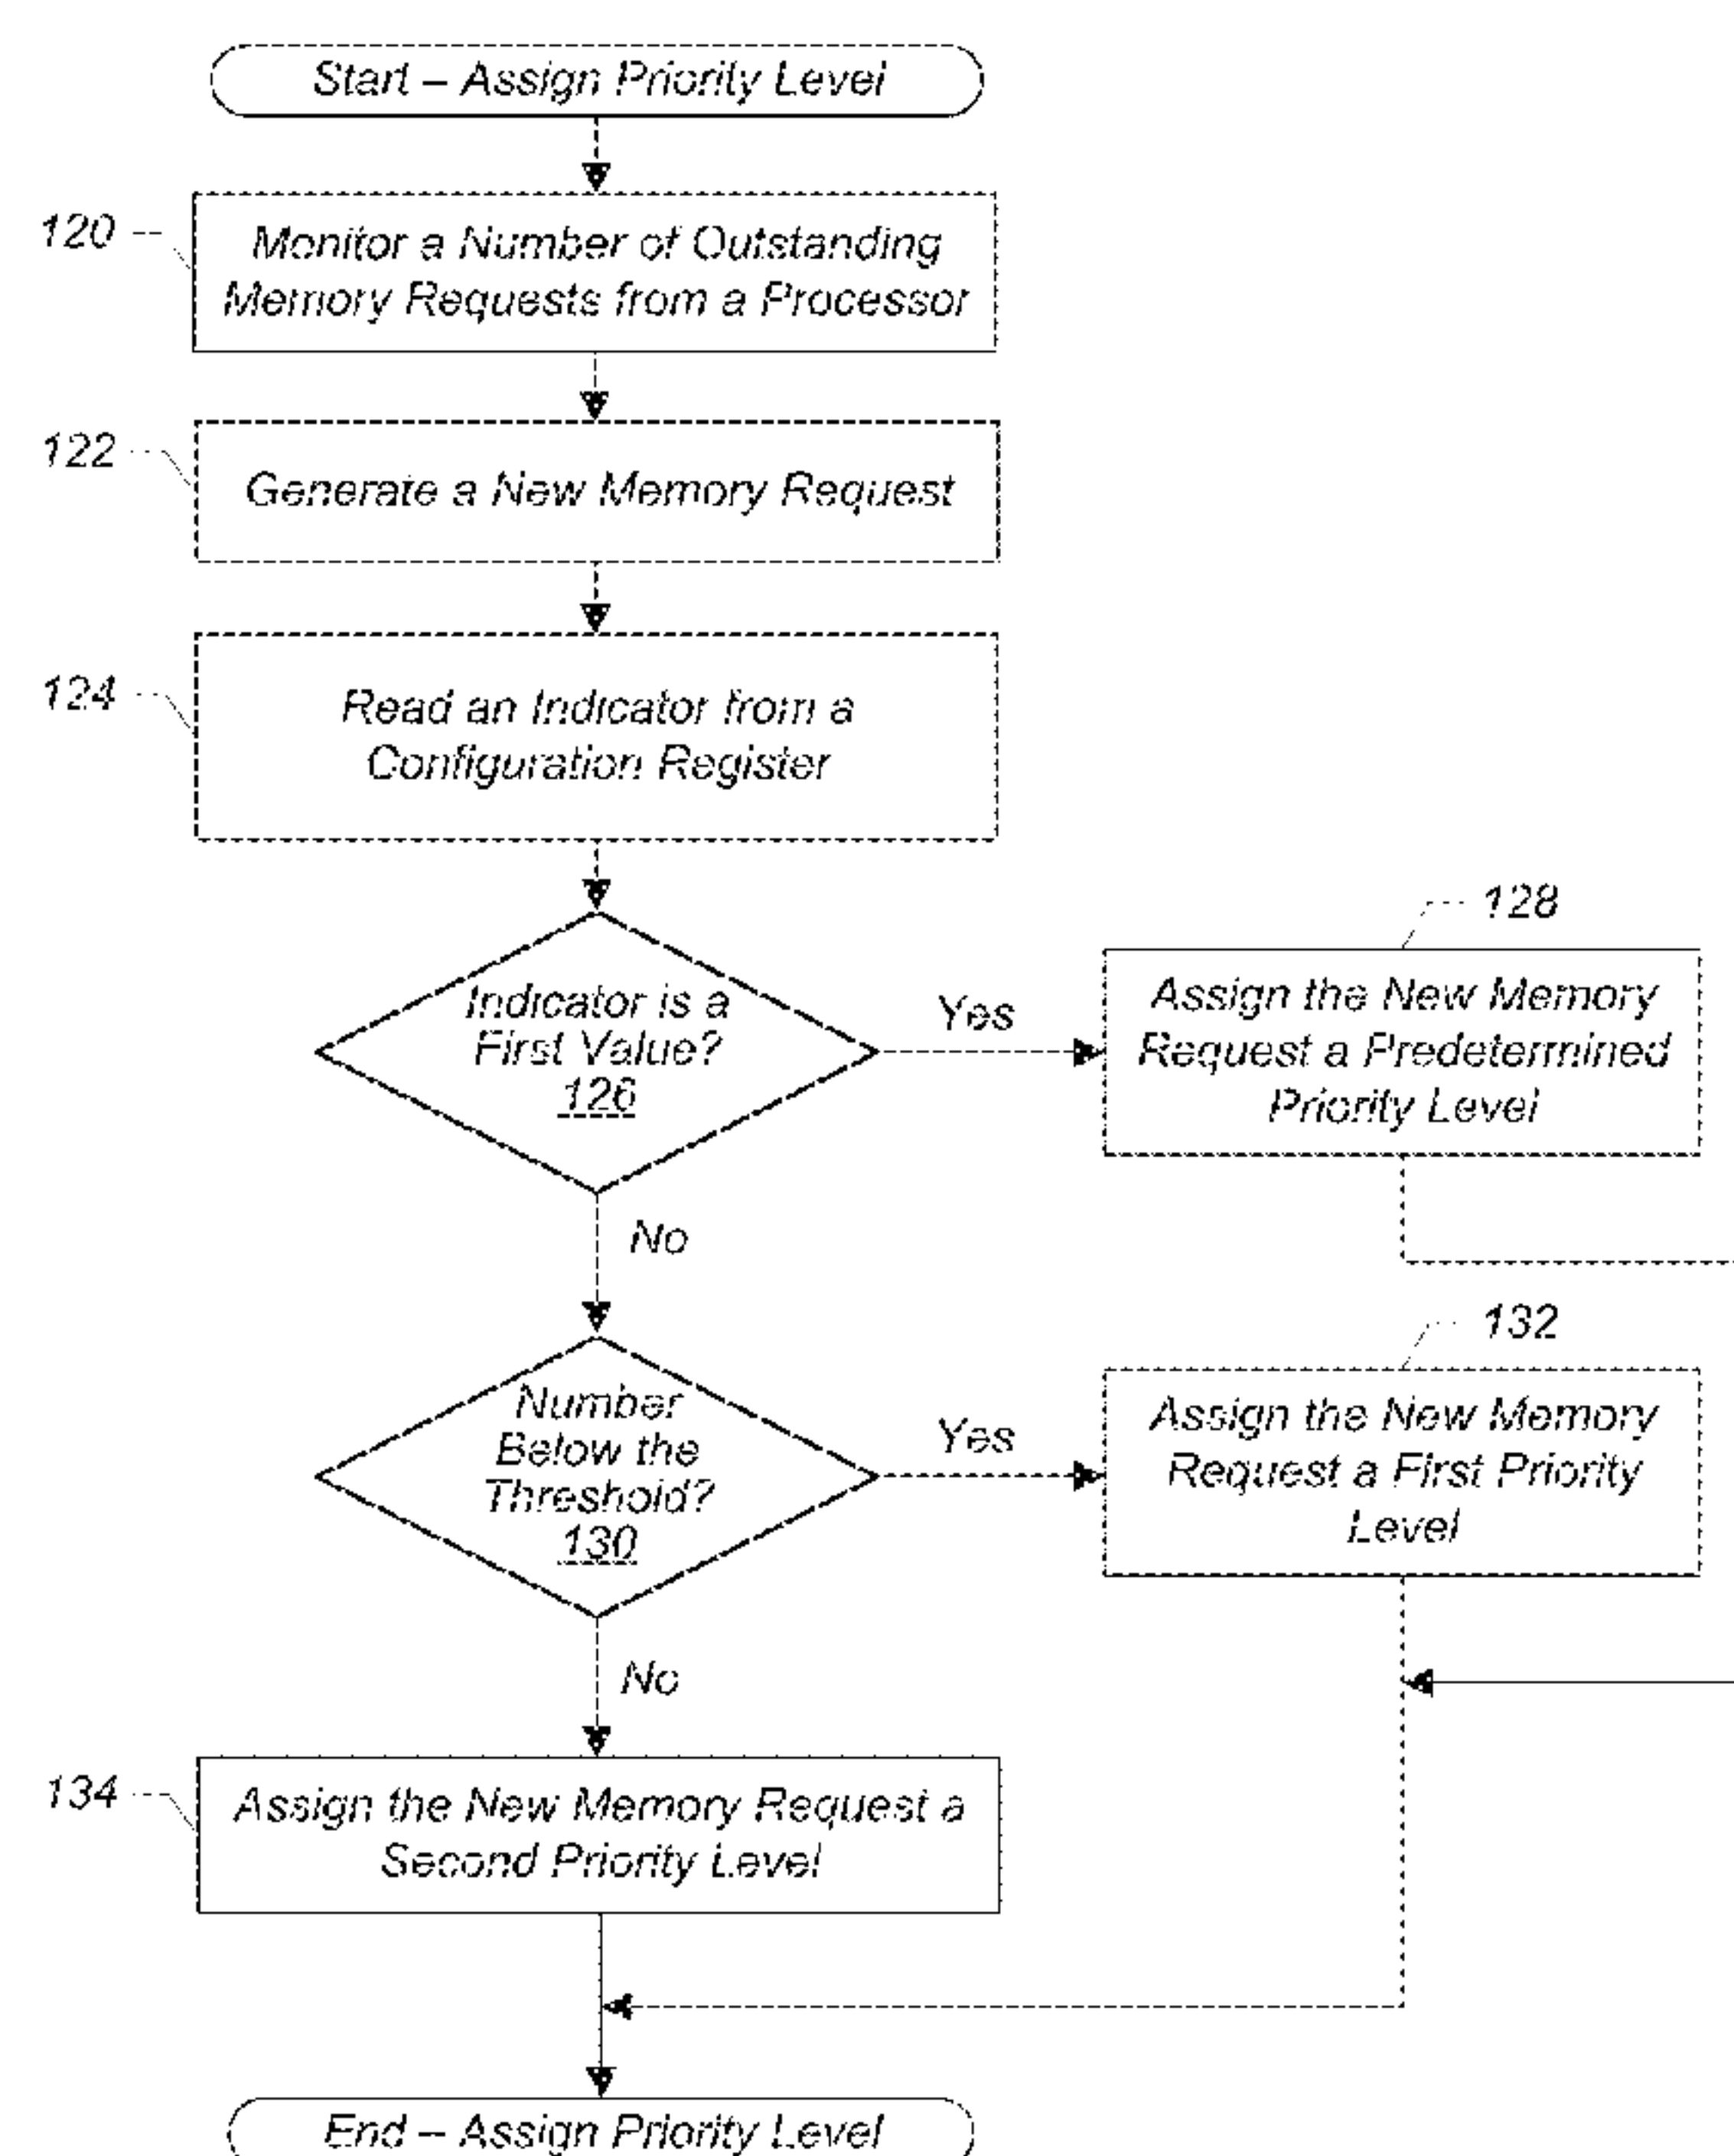 Start – Assign Priority Level
120
Monitor a Number of Outstanding
Memory Requests from a Processor
122
Generate a New Memory Request
124
Read an Indicator from a
Configuration Register
Indicator is a
First Value?
126
Yes
128
Assign the New Memory
Request a Predetermined
Priority Level
No
Number
Below the
Threshold?
130
Yes
132
Assign the New Memory
Request a First Priority
Level
No
134
Assign the New Memory Request a
Second Priority Level
End – Assign Priority Level